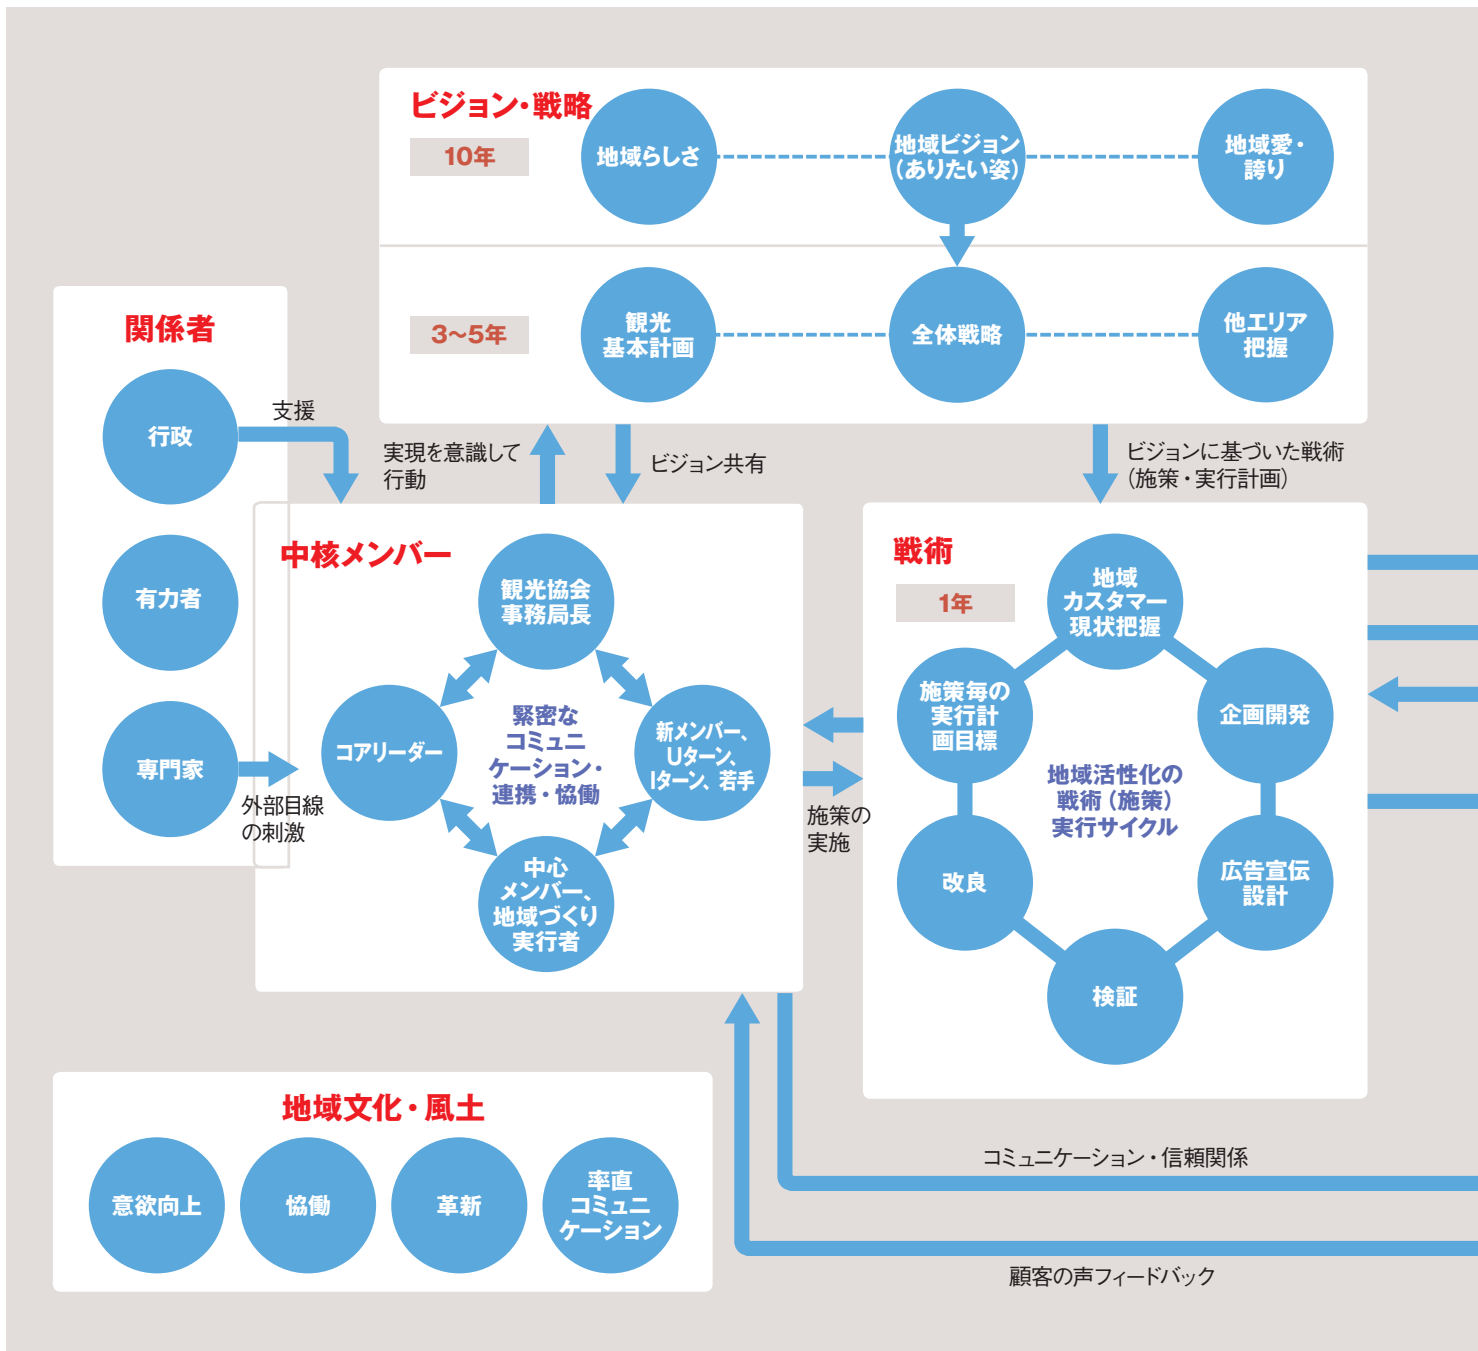 ビジョン・戦略
10年
地域らしさ
地域ビジョン
(ありたい姿)
地域愛・
誇り
3〜5年
観光
基本計画
全体戦略
他エリア
把握
関係者
行政
有力者
専門家
支援
外部目線
の刺激
実現を意識して
行動
ビジョン共有
ビジョンに基づいた戦術
(施策・実行計画)
中核メンバー
観光協会
事務局長
コアリーダー
緊密な
コミュニ
ケーション・
連携・協働
新メンバー、
Uターン、
Iターン、若手
中心
メンバー、
地域づくり
実行者
施策の
実施
戦術
1年
地域
カスタマー
現状把握
施策毎の
実行計
画目標
企画開発
地域活性化の
戦術(施策)
実行サイクル
改良
広告宣伝
設計
検証
地域文化・風土
意欲向上
協働
革新
率直
コミュニ
ケーション
コミュニケーション・信頼関係
顧客の声フィードバック